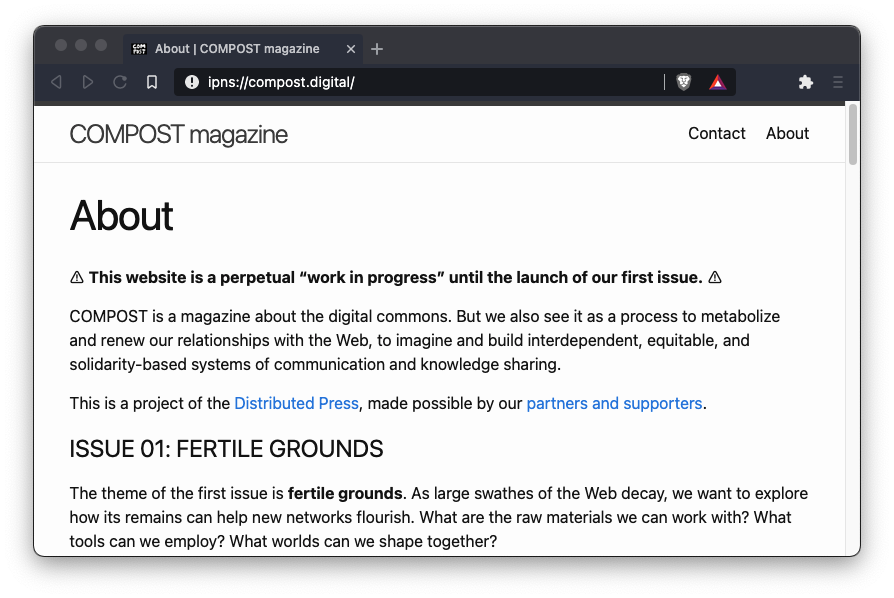 COMPOST
About | COMPOST magazine
ipns://compost.digital/
COMPOST magazine
Contact
About
About
⚠ This website is a perpetual “work in progress” until the launch of our first issue. ⚠
COMPOST is a magazine about the digital commons. But we also see it as a process to metabolize
and renew our relationships with the Web, to imagine and build interdependent, equitable, and
solidarity-based systems of communication and knowledge sharing.
This is a project of the Distributed Press, made possible by our partners and supporters.
ISSUE 01: FERTILE GROUNDS
The theme of the first issue is fertile grounds. As large swathes of the Web decay, we want to explore
how its remains can help new networks flourish. What are the raw materials we can work with? What
tools can we employ? What worlds can we shape together?